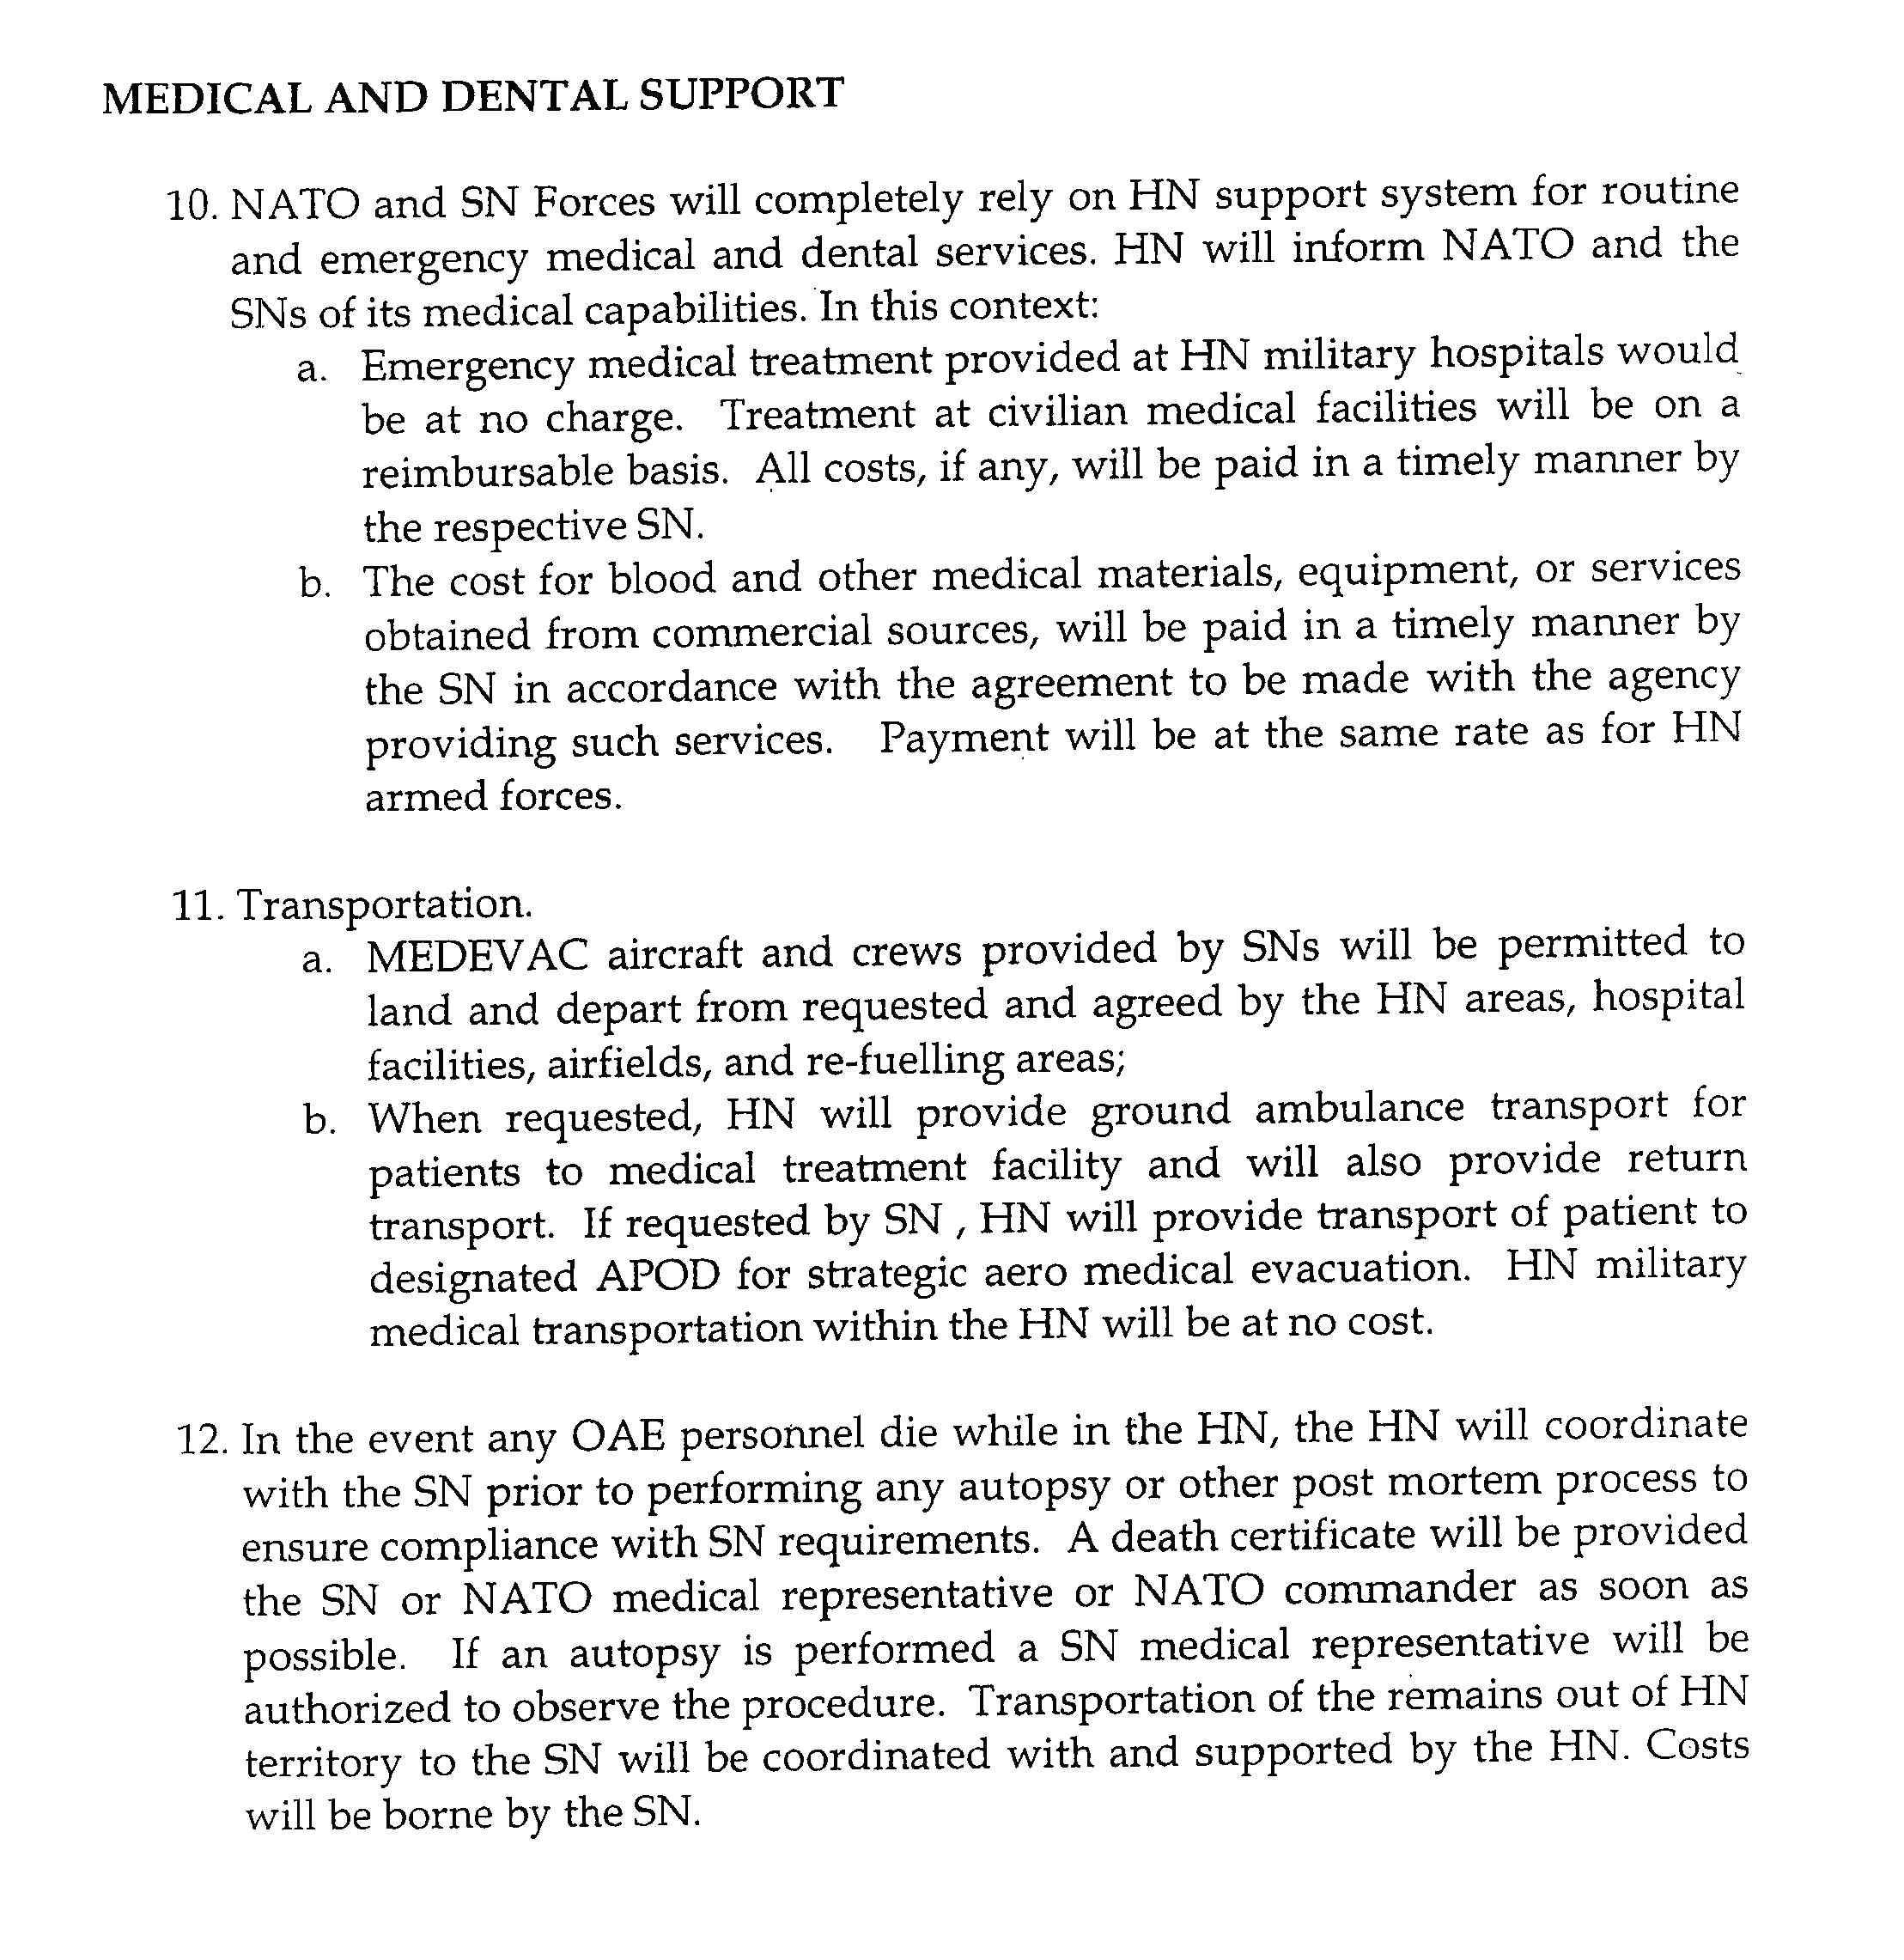 MEDICAL AND DENTAL SUPPORT
10. NATO and SN Forces will completely rely on HN support system for routine
and emergency medical and dental services. HN will inform NATO and the
SNs of its medical capabilities. In this context:
a. Emergency medical treatment provided at HN military hospitals would
be at no charge. Treatment at civilian medical facilities will be on a
reimbursable basis. All costs, if any, will be paid in a timely manner by
the respective SN.
b. The cost for blood and other medical materials, equipment, or services
obtained from commercial sources, will be paid in a timely manner by
the SN in accordance with the agreement to be made with the agency
providing such services. Payment will be at the same rate as for HN
armed forces.
11. Transportation.
a. MEDEVAC aircraft and crews provided by SNs will be permitted to
land and depart from requested and agreed by the HN areas, hospital
facilities, airfields, and re-fuelling areas;
b. When requested, HN will provide ground ambulance transport for
patients to medical treatment facility and will also provide return
transport. If requested by SN , HN will provide transport of patient to
designated APOD for strategic aero medical evacuation. HN military
medical transportation within the HN will be at no cost.
12. In the event any OAE personnel die while in the HN, the HN will coordinate
with the SN prior to performing any autopsy or other post mortem process to
ensure compliance with SN requirements. A death certificate will be provided
the SN or NATO medical representative or NATO commander as soon as
possible. If an autopsy is performed a SN medical representative will be
authorized to observe the procedure. Transportation of the remains out of HN
territory to the SN will be coordinated with and supported by the HN. Costs
will be borne by the SN.